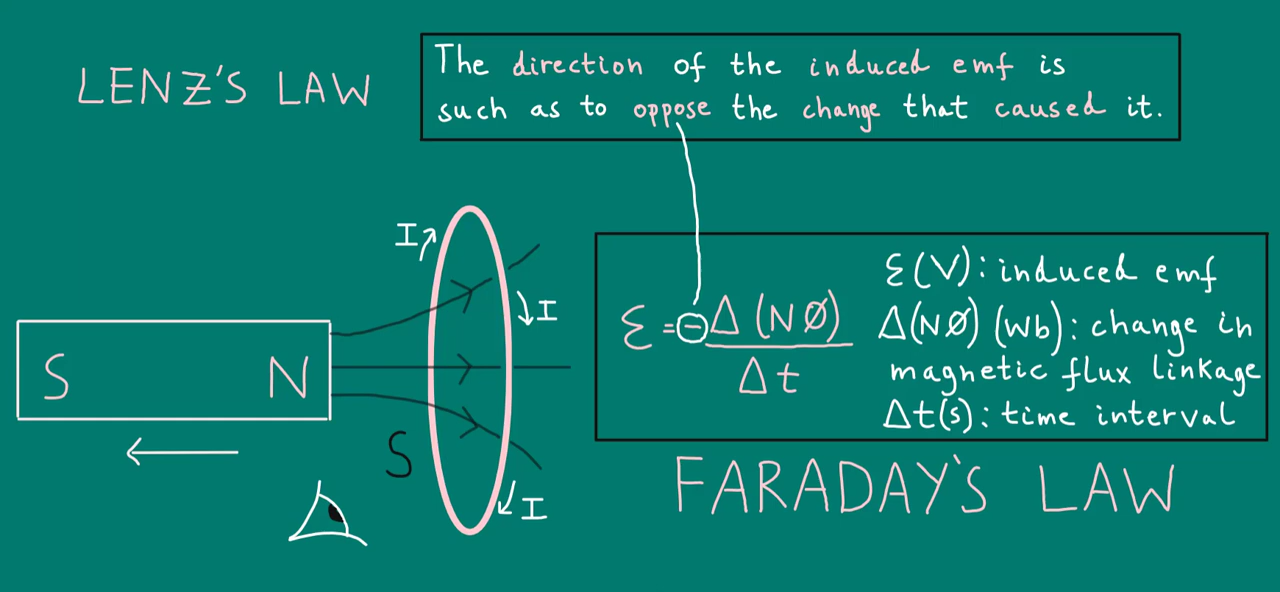 LENZ'S LAW
The direction of the induced emf is
such as to oppose the change that caused it.
I
I
S N
S
I
Ɛ = - Δ (NØ)
Δt
Ɛ(V): induced emf
Δ(NØ) (Wb): change in
magnetic flux linkage
Δt(s): time interval
FARADAY'S LAW